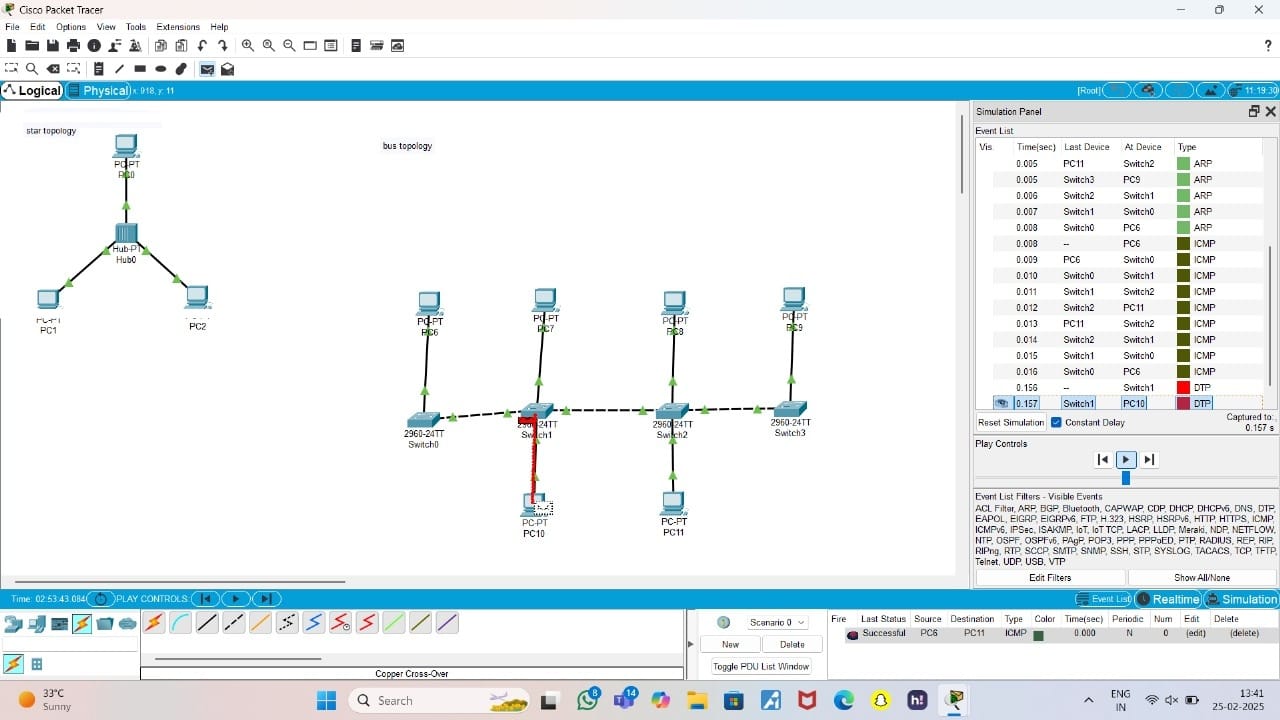 Cisco Packet Tracer
File Edit Options View Tools Extensions Help
?
Logical Physical x: 918, y: 11 [Root] 11:19:30
star topology
bus topology
PC-PT
PC0
Hub-PT
Hub0
PC-PT
PC1
PC2
PC-PT
PC6
PC-PT
PC7
PC-PT
PC8
PC-PT
PC9
2960-24TT
Switch0
2960-24TT
Switch1
2960-24TT
Switch2
2960-24TT
Switch3
PC-PT
PC10
PC-PT
PC11
Simulation Panel
Event List
Vis. Time(sec) Last Device At Device Type
0.005 PC11 Switch2 ARP
0.005 Switch3 PC9 ARP
0.006 Switch2 Switch1 ARP
0.007 Switch1 Switch0 ARP
0.008 Switch0 PC6 ARP
0.008 -- PC6 ICMP
0.009 PC6 Switch0 ICMP
0.010 Switch0 Switch1 ICMP
0.011 Switch1 Switch2 ICMP
0.012 Switch2 PC11 ICMP
0.013 PC11 Switch2 ICMP
0.014 Switch2 Switch1 ICMP
0.015 Switch1 Switch0 ICMP
0.016 Switch0 PC6 ICMP
0.156 -- Switch1 DTP
0.157 Switch1 PC10 DTP
Reset Simulation Constant Delay Captured to:
0.157 s
Play Controls
Event List Filters - Visible Events
ACL Filter, ARP, BGP, Bluetooth, CAPWAP, CDP, DHCP, DHCPv6, DNS, DTP,
EAPOL, EIGRP, EIGRPv6, FTP, H.323, HSRP, HSRPv6, HTTP, HTTPS, ICMP,
ICMPv6, IPSec, ISAKMP, IoT, IoT TCP, LACP, LLDP, Meraki, NDP, NETFLOW,
NTP, OSPF, OSPFv6, PAgP, POP3, PPP, PPPoED, PTP, RADIUS, REP, RIP,
RIPng, RTP, SCCP, SMTP, SNMP, SSH, STP, SYSLOG, TACACS, TCP, TFTP,
Telnet, UDP, USB, VTP
Edit Filters Show All/None
Time: 02:53:43.084 PLAY CONTROLS: Event List Realtime Simulation
Copper Cross-Over
Scenario 0
New Delete
Toggle PDU List Window
Fire Last Status Source Destination Type Color Time(sec) Periodic Num Edit Delete
Successful PC6 PC11 ICMP 0.000 N 0 (edit) (delete)
33°C
Sunny
Search
8
14
h!
ENG
IN
13:41
25-02-2025